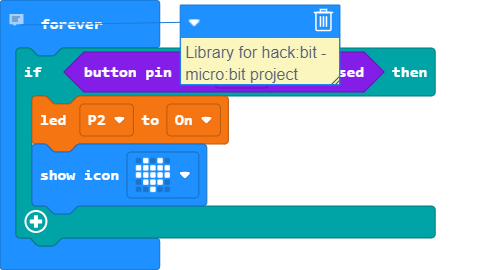 forever
Library for hack:bit -
micro:bit project
if button pin sed then
led P2 to On
show icon